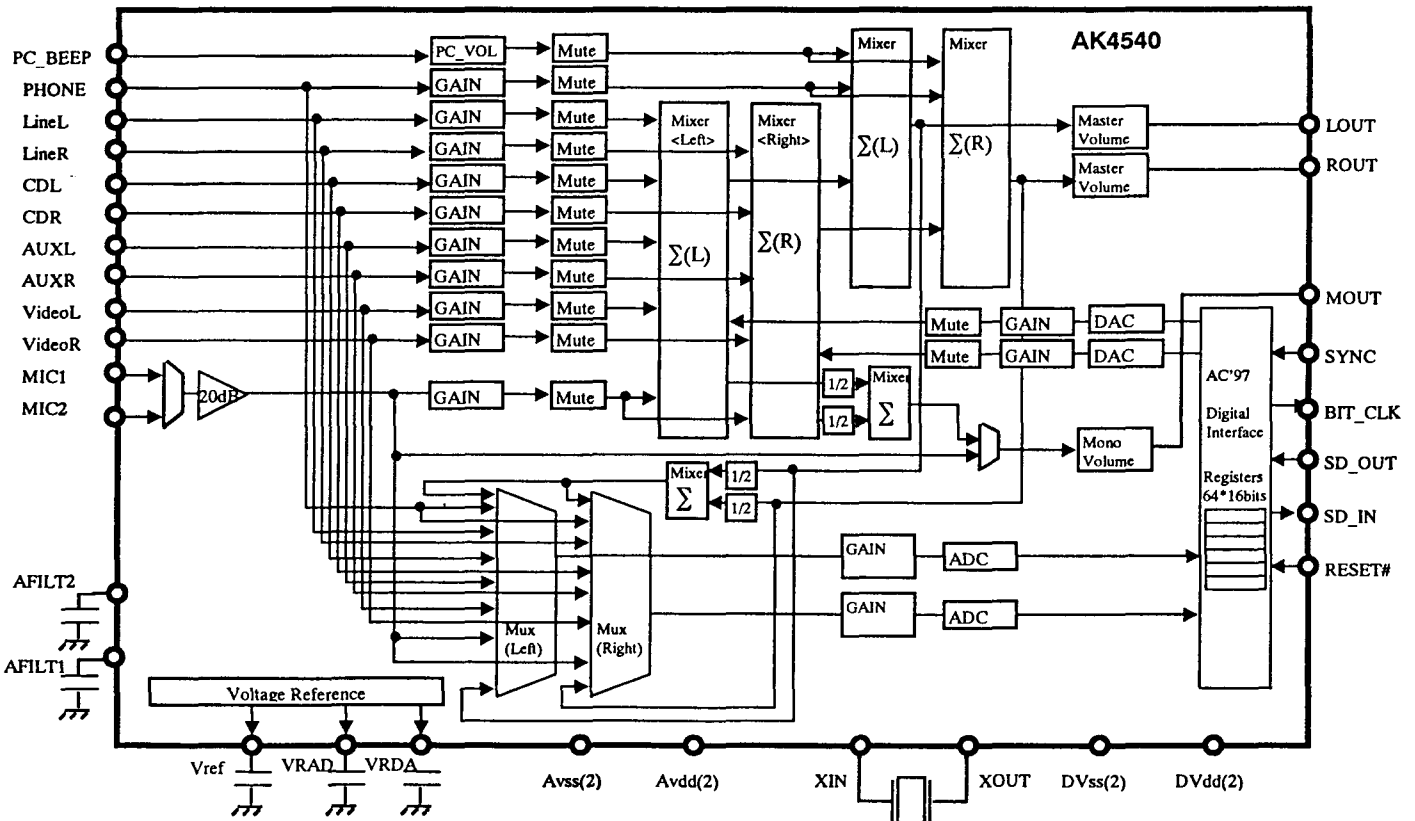 AK4540
PC_BEEP
PC_VOL
Mute
Mixer
Mixer
PHONE
GAIN
Mute
LineL
GAIN
Mute
Mixer
<Left>
Mixer
<Right>
Master
Volume
LOUT
LineR
GAIN
Mute
∑(L)
∑(R)
Master
Volume
ROUT
CDL
GAIN
Mute
CDR
GAIN
Mute
AUXL
GAIN
Mute
∑(L)
∑(R)
AUXR
GAIN
Mute
VideoL
GAIN
Mute
MOUT
VideoR
GAIN
Mute
Mute
GAIN
DAC
Mute
GAIN
DAC
SYNC
MIC1
MIC2
20dB
GAIN
Mute
1/2
1/2
Mixer
∑
AC'97
Digital
Interface
BIT_CLK
Mono
Volume
SD_OUT
Mixer
∑
1/2
1/2
Registers
64*16bits
SD_IN
GAIN
ADC
RESET#
AFILT2
GAIN
ADC
Mux
(Left)
Mux
(Right)
AFILT1
Voltage Reference
Vref
VRAD
VRDA
Avss(2)
Avdd(2)
XIN
XOUT
DVss(2)
DVdd(2)